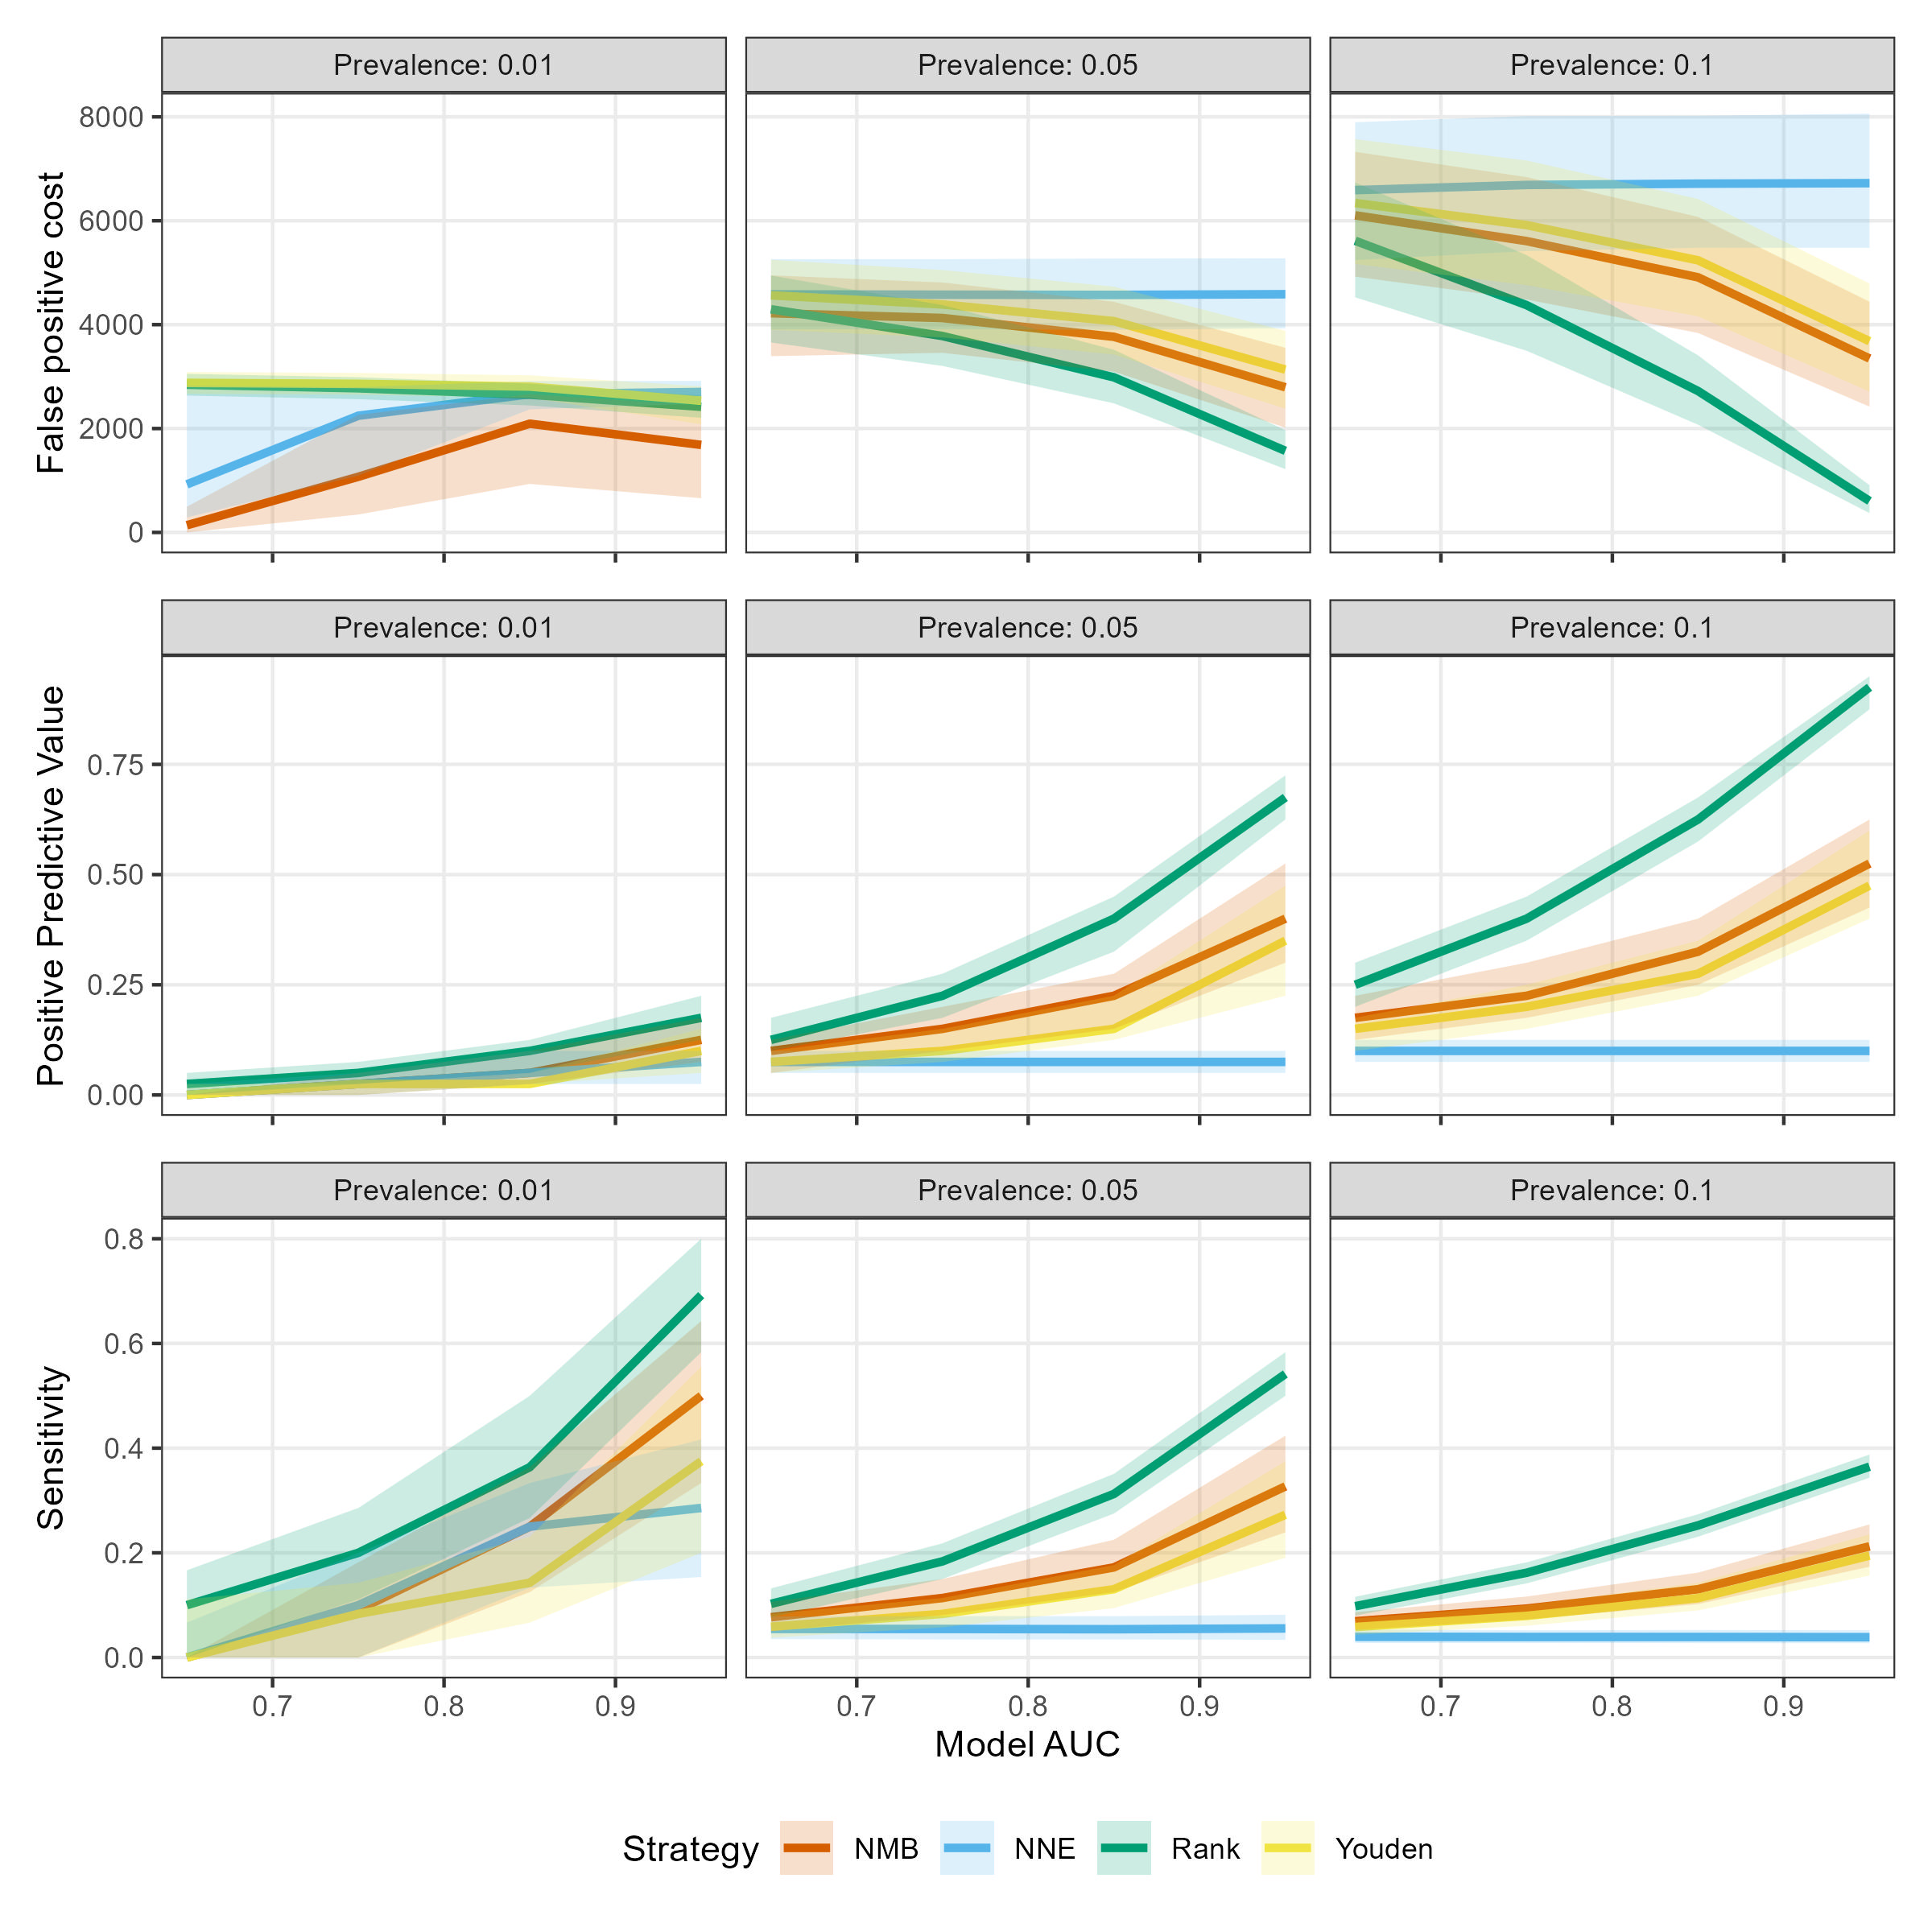 Prevalence: 0.01
Prevalence: 0.05
Prevalence: 0.1
False positive cost
8000
6000
4000
2000
0
Prevalence: 0.01
Prevalence: 0.05
Prevalence: 0.1
Positive Predictive Value
0.75
0.50
0.25
0.00
Prevalence: 0.01
Prevalence: 0.05
Prevalence: 0.1
Sensitivity
0.8
0.6
0.4
0.2
0.0
0.7 0.8 0.9
0.7 0.8 0.9
0.7 0.8 0.9
Model AUC
Strategy NMB NNE Rank Youden